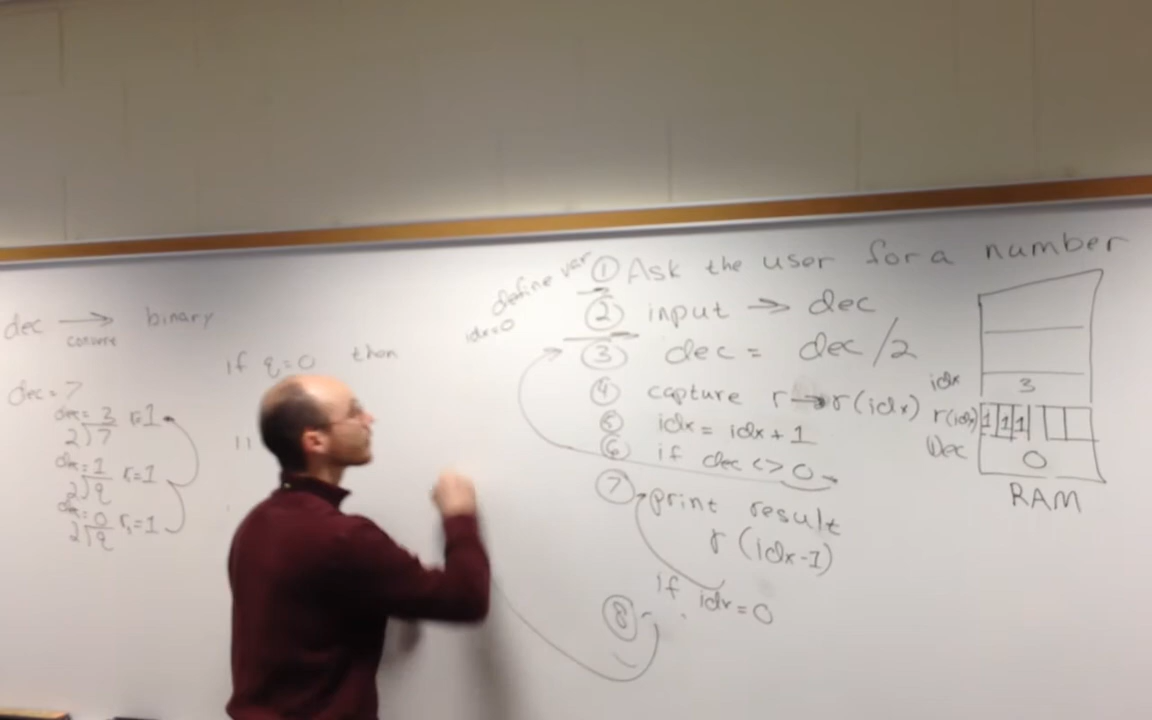 dec → binary
convre
dec = 7
dec = 3 r=1
2)7
dec = 1 r=1
2)q
dec = 0 r=1
2)q
if q=0 then
define var
idx=0
① Ask the user for a number
② input → dec
③ dec = dec/2
④ capture r → r(idx)
⑤ idx = idx + 1
⑥ if dec <> 0
⑦ print result
r (idx-1)
if idx = 0
⑧
idx 3
r(idx) 1 1 1
Dec 0
RAM